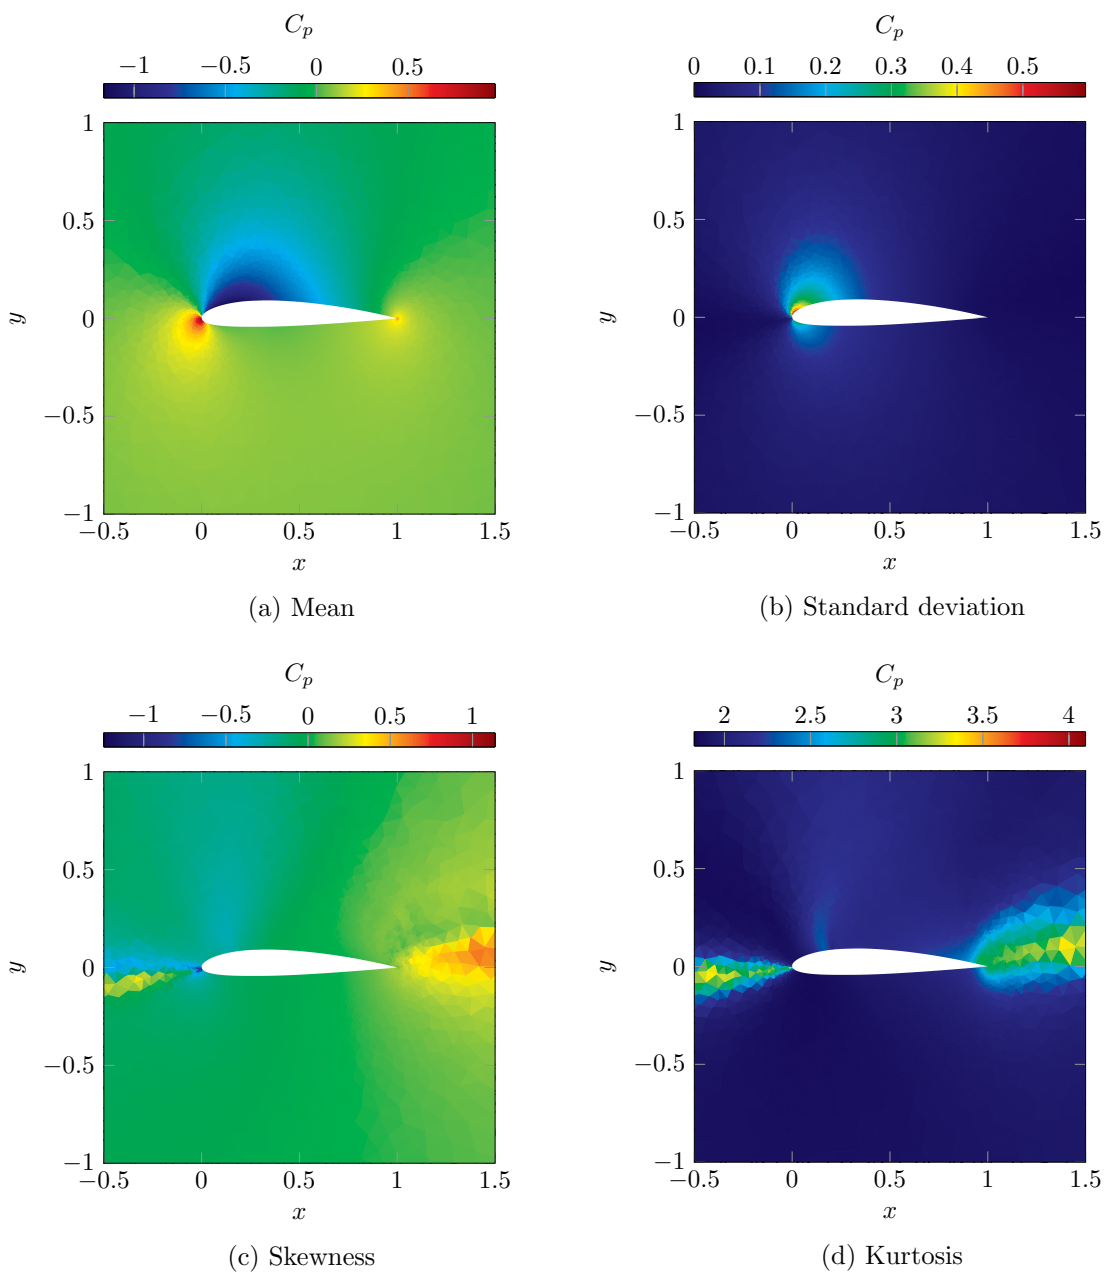 C_p
−1 −0.5 0 0.5
1
0.5
0
−0.5
−1
y
−0.5 0 0.5 1 1.5
x
(a) Mean
C_p
0 0.1 0.2 0.3 0.4 0.5
1
0.5
0
−0.5
−1
y
−0.5 0 0.5 1 1.5
x
(b) Standard deviation
C_p
−1 −0.5 0 0.5 1
1
0.5
0
−0.5
−1
y
−0.5 0 0.5 1 1.5
x
(c) Skewness
C_p
2 2.5 3 3.5 4
1
0.5
0
−0.5
−1
y
−0.5 0 0.5 1 1.5
x
(d) Kurtosis